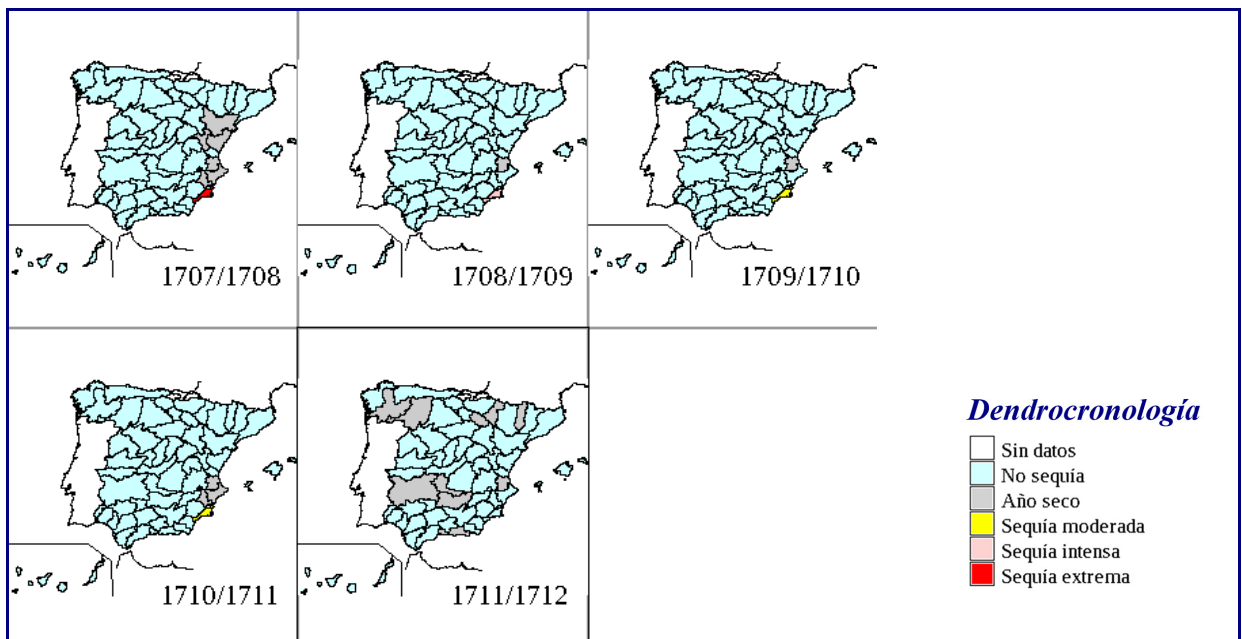 1707/1708
1708/1709
1709/1710
1710/1711
1711/1712
Dendrocronología
Sin datos
No sequía
Año seco
Sequía moderada
Sequía intensa
Sequía extrema